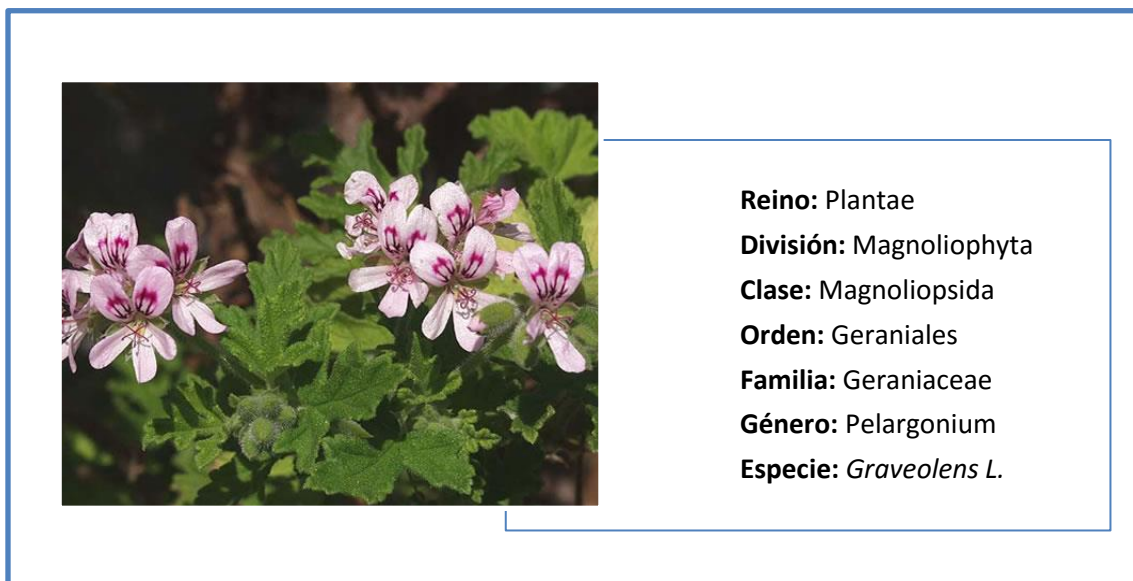 Reino: Plantae
División: Magnoliophyta
Clase: Magnoliopsida
Orden: Geraniales
Familia: Geraniaceae
Género: Pelargonium
Especie: Graveolens L.